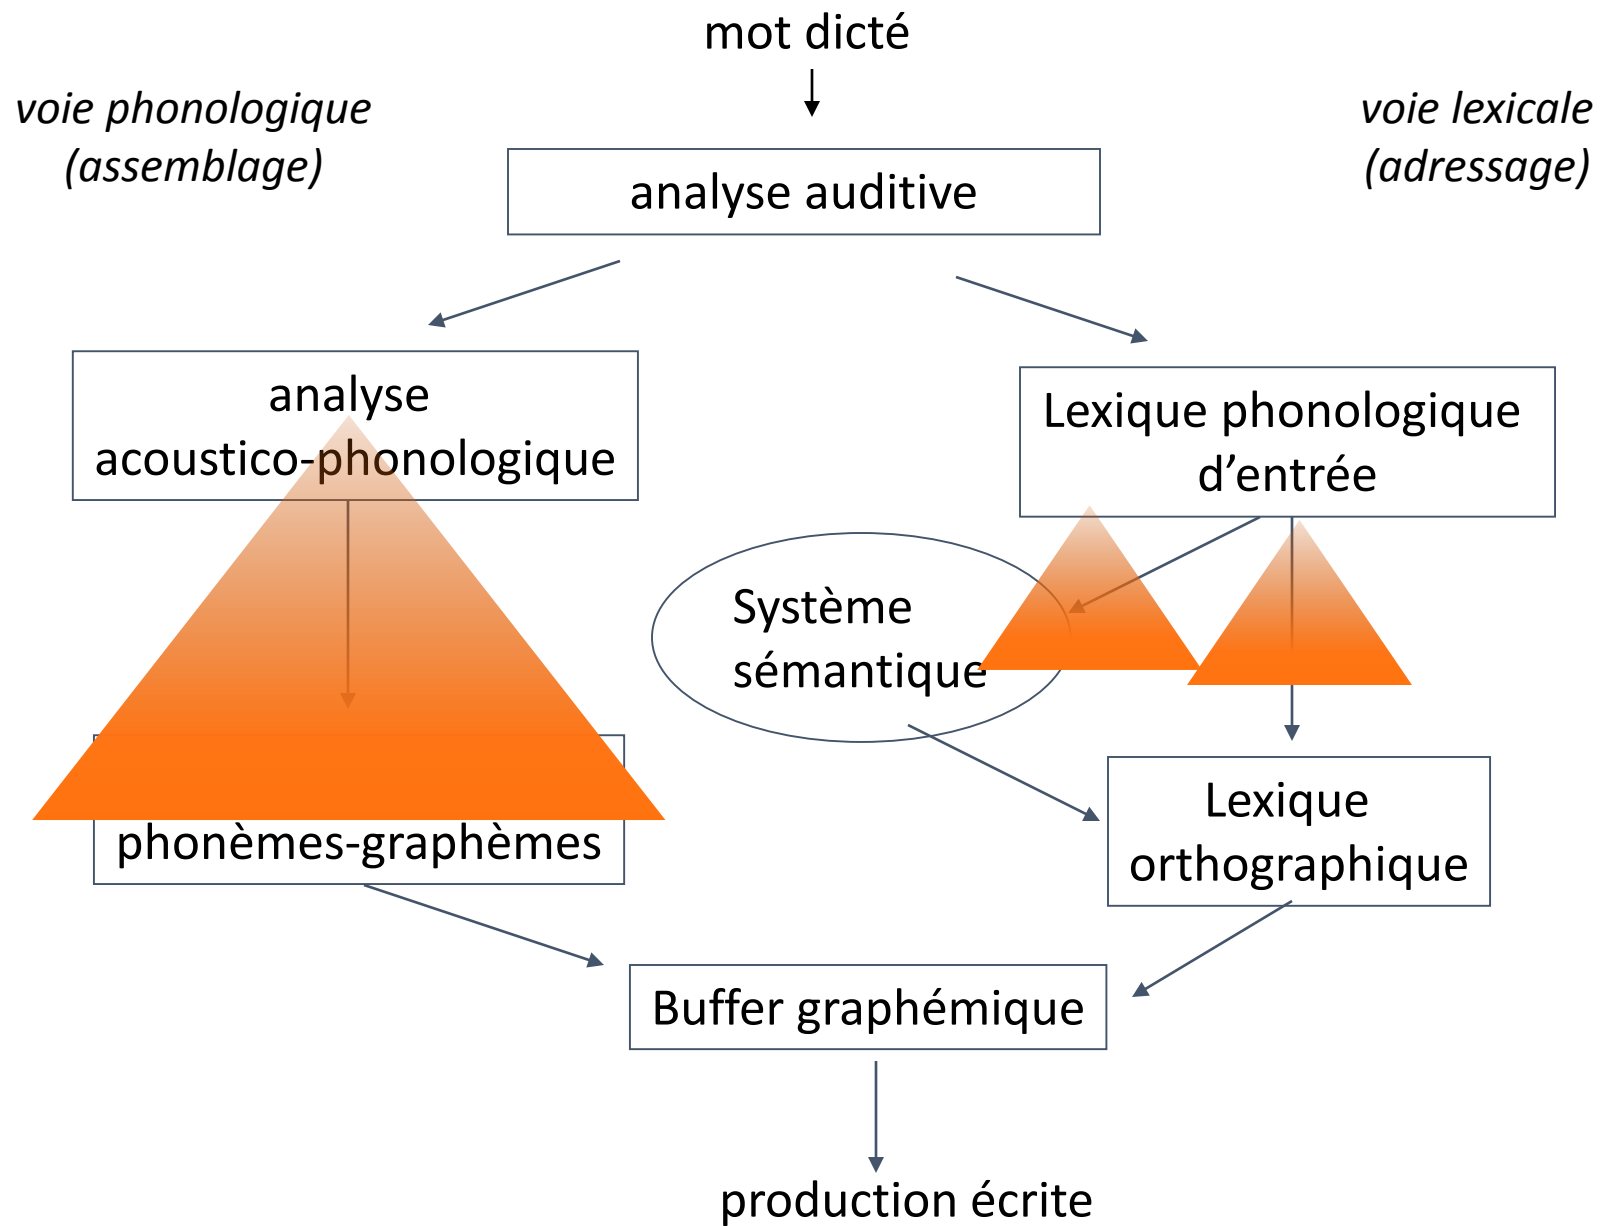 mot dicté
voie phonologique
(assemblage)
voie lexicale
(adressage)
analyse auditive
analyse
acoustico-phonologique
Lexique phonologique
d’entrée
Système
sémantique
phonèmes-graphèmes
Lexique
orthographique
Buffer graphémique
production écrite